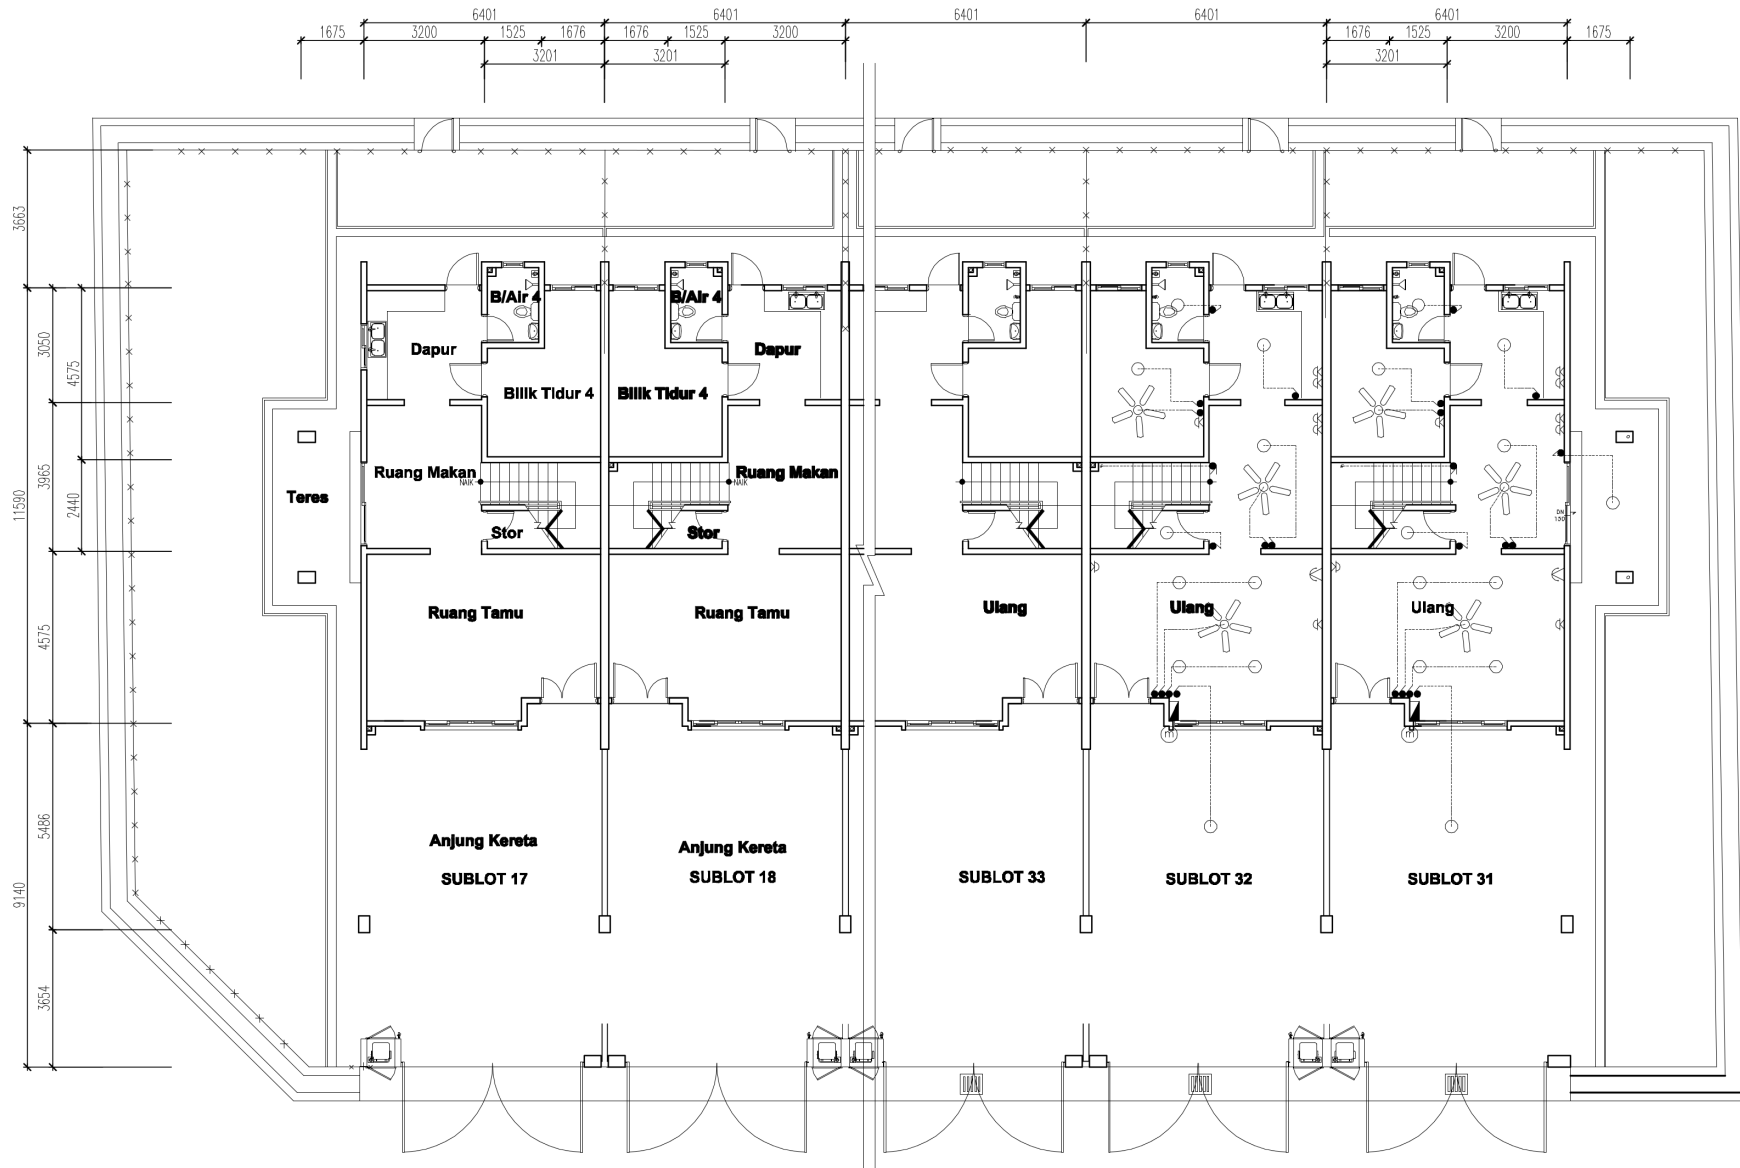 6401 6401 6401 6401 6401
1675 3200 1525 1676 1676 1525 3200 1676 1525 3200 1675
3201 3201 3201
3663
3050
4575
11590
3965
2440
4575
5486
9140
3654
B/Air 4 B/Air 4
Dapur Dapur
Bilik Tidur 4 Bilik Tidur 4
Ruang Makan Ruang Makan
NAIK NAIK
Teres
DN
150
Stor Stor
Ruang Tamu Ruang Tamu Ulang Ulang Ulang
m m
Anjung Kereta Anjung Kereta
SUBLOT 17 SUBLOT 18 SUBLOT 33 SUBLOT 32 SUBLOT 31